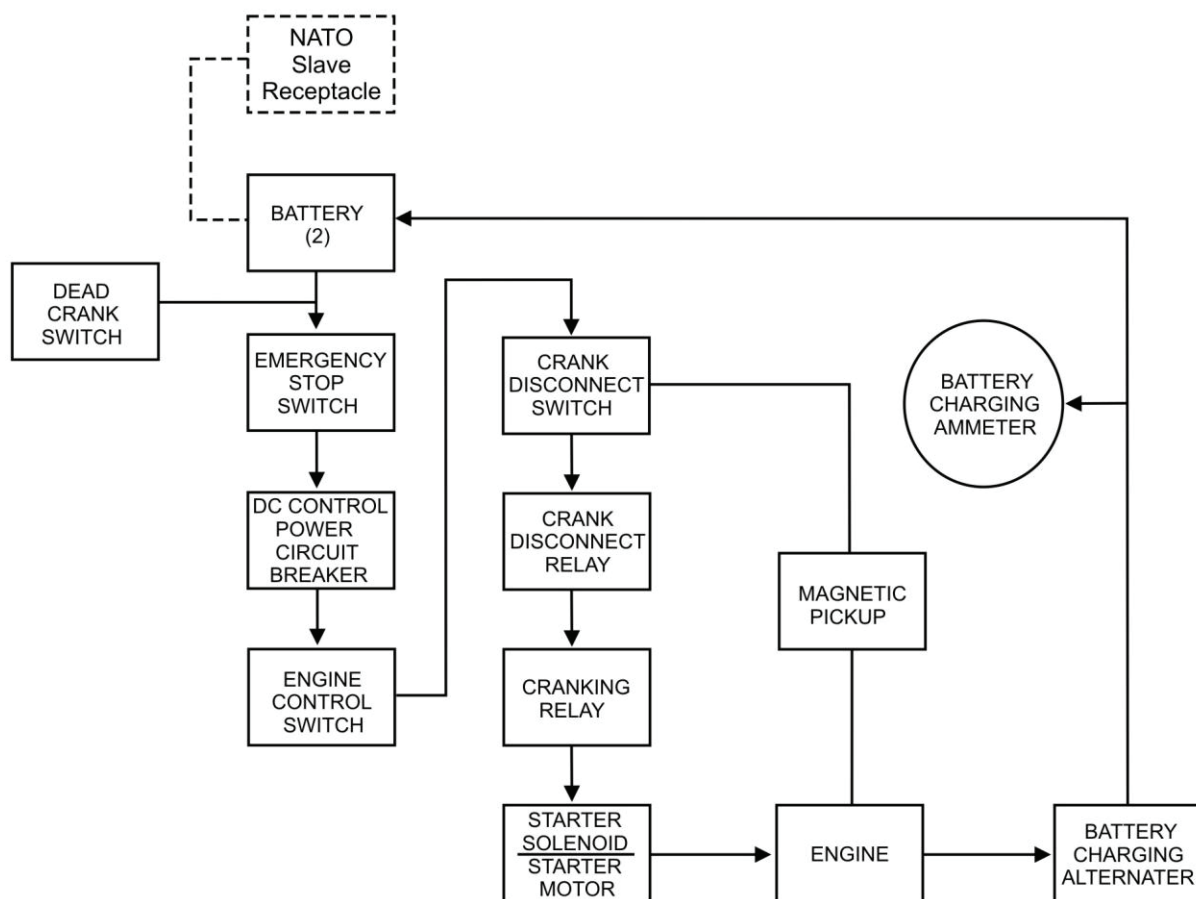 NATO
Slave
Receptacle
BATTERY
(2)
DEAD
CRANK
SWITCH
EMERGENCY
STOP
SWITCH
CRANK
DISCONNECT
SWITCH
BATTERY
CHARGING
AMMETER
DC CONTROL
POWER
CIRCUIT
BREAKER
CRANK
DISCONNECT
RELAY
MAGNETIC
PICKUP
ENGINE
CONTROL
SWITCH
CRANKING
RELAY
STARTER
SOLENOID
STARTER
MOTOR
ENGINE
BATTERY
CHARGING
ALTERNATER